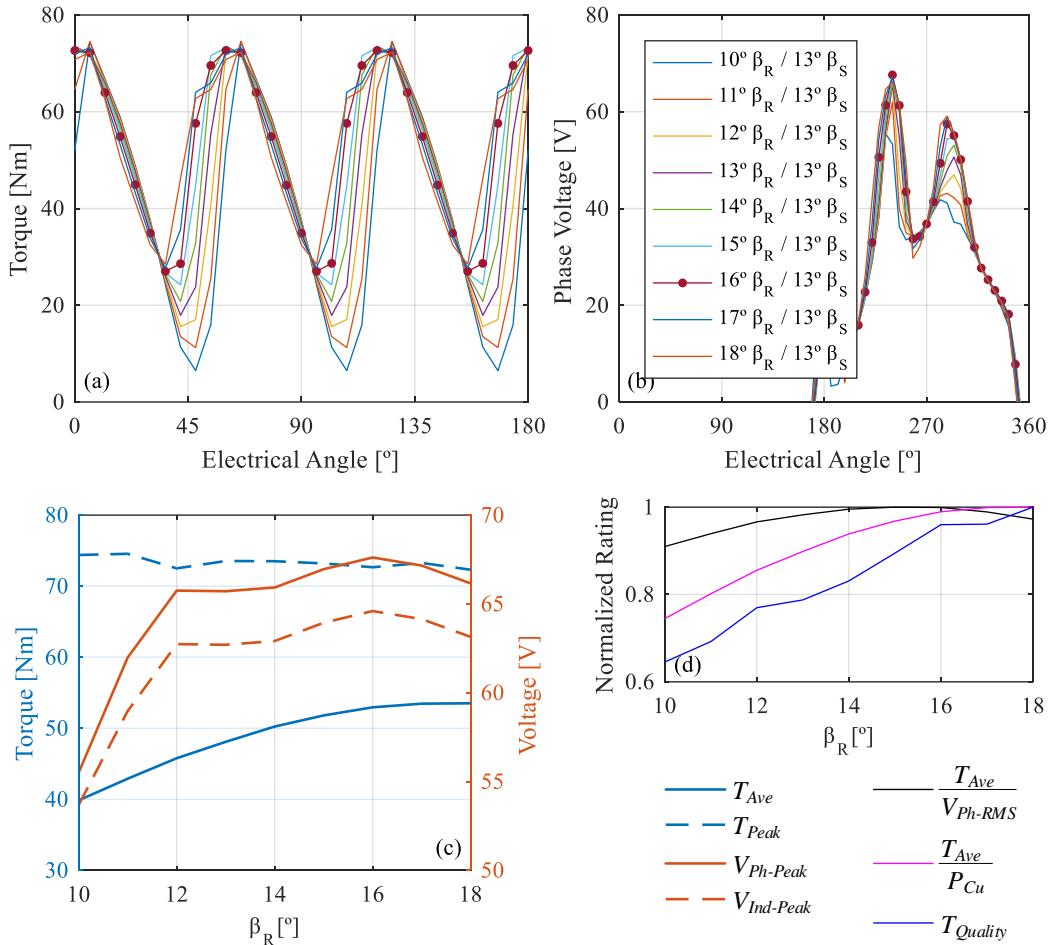 80
60
40
20
0
Torque [Nm]
(a)
0 45 90 135 180
Electrical Angle [º]
80
60
40
20
0
Phase Voltage [V]
10º βR / 13º βS
11º βR / 13º βS
12º βR / 13º βS
13º βR / 13º βS
14º βR / 13º βS
15º βR / 13º βS
16º βR / 13º βS
17º βR / 13º βS
18º βR / 13º βS
(b)
0 90 180 270 360
Electrical Angle [º]
80
70
60
50
40
30
Torque [Nm]
70
65
60
55
50
Voltage [V]
(c)
10 12 14 16 18
βR [º]
1
0.8
0.6
Normalized Rating
(d)
10 12 14 16 18
βR [º]
TAve
TPeak
VPh-Peak
VInd-Peak
TAve
VPh-RMS
TAve
PCu
TQuality